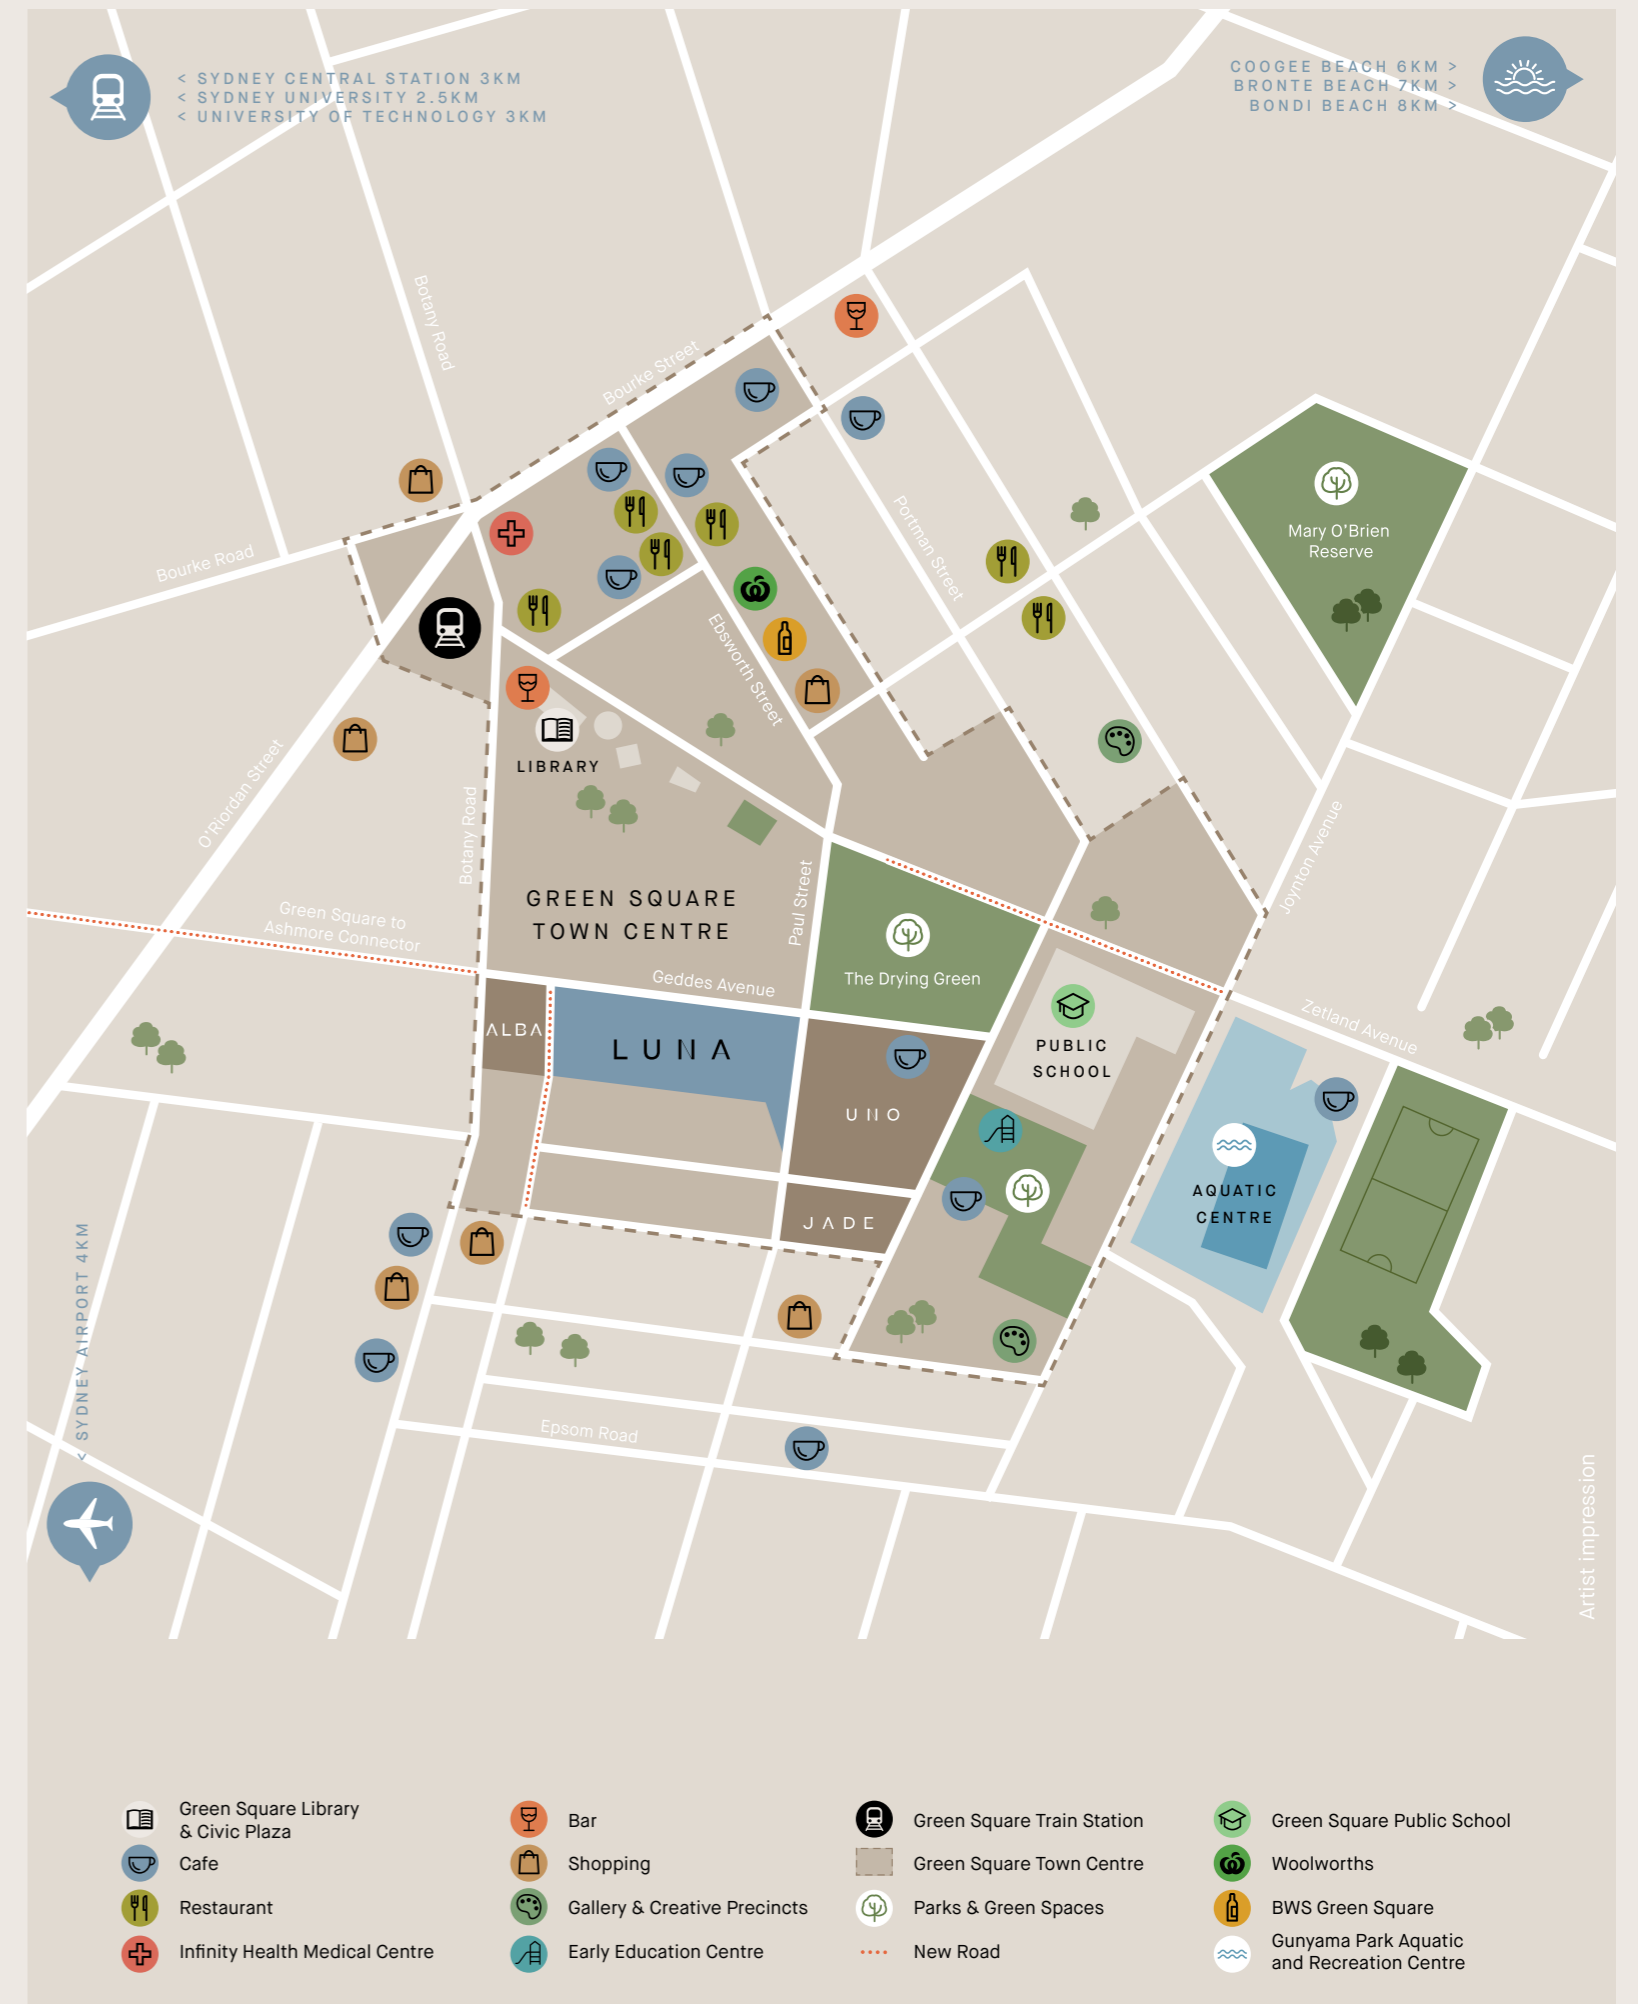 < SYDNEY CENTRAL STATION 3KM
< SYDNEY UNIVERSITY 2.5KM
< UNIVERSITY OF TECHNOLOGY 3KM
COOGEE BEACH 6KM >
BRONTE BEACH 7KM >
BONDI BEACH 8KM >
Botany Road
Bourke Street
Bourke Road
Portman Street
Mary O'Brien
Reserve
Ebsworth Street
LIBRARY
O'Riordan Street
Botany Road
Joynton Avenue
Paul Street
GREEN SQUARE
TOWN CENTRE
Green Square to
Ashmore Connector
The Drying Green
Geddes Avenue
Zetland Avenue
ALBA
LUNA
PUBLIC
SCHOOL
UNO
AQUATIC
CENTRE
JADE
< SYDNEY AIRPORT 4KM
Epsom Road
Artist impression
Green Square Library
& Civic Plaza
Cafe
Restaurant
Infinity Health Medical Centre
Bar
Shopping
Gallery & Creative Precincts
Early Education Centre
Green Square Train Station
Green Square Town Centre
Parks & Green Spaces
New Road
Green Square Public School
Woolworths
BWS Green Square
Gunyama Park Aquatic
and Recreation Centre